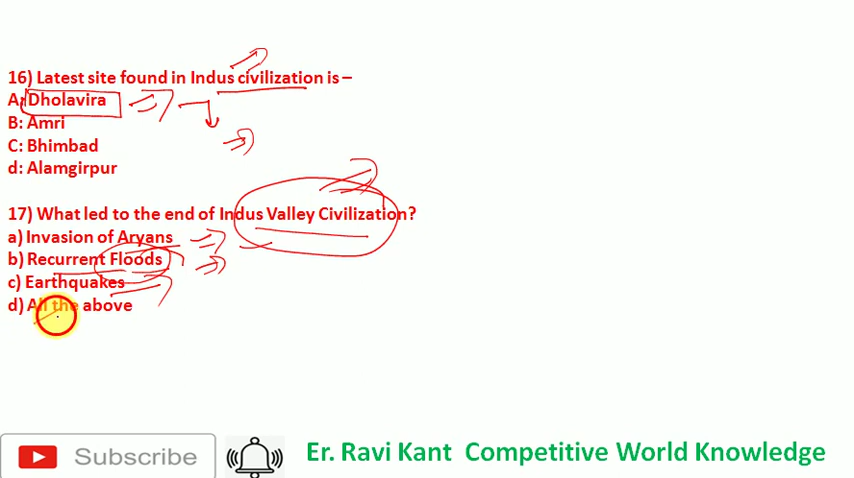 16) Latest site found in Indus civilization is –
A: Dholavira
B: Amri
C: Bhimbad
d: Alamgirpur
17) What led to the end of Indus Valley Civilization?
a) Invasion of Aryans
b) Recurrent Floods
c) Earthquakes
d) All the above
Subscribe
Er. Ravi Kant Competitive World Knowledge